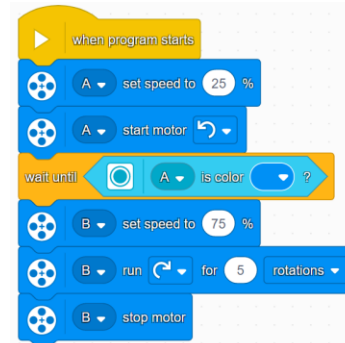 when program starts
A set speed to 25 %
A start motor
wait until A is color ?
B set speed to 75 %
B run for 5 rotations
B stop motor